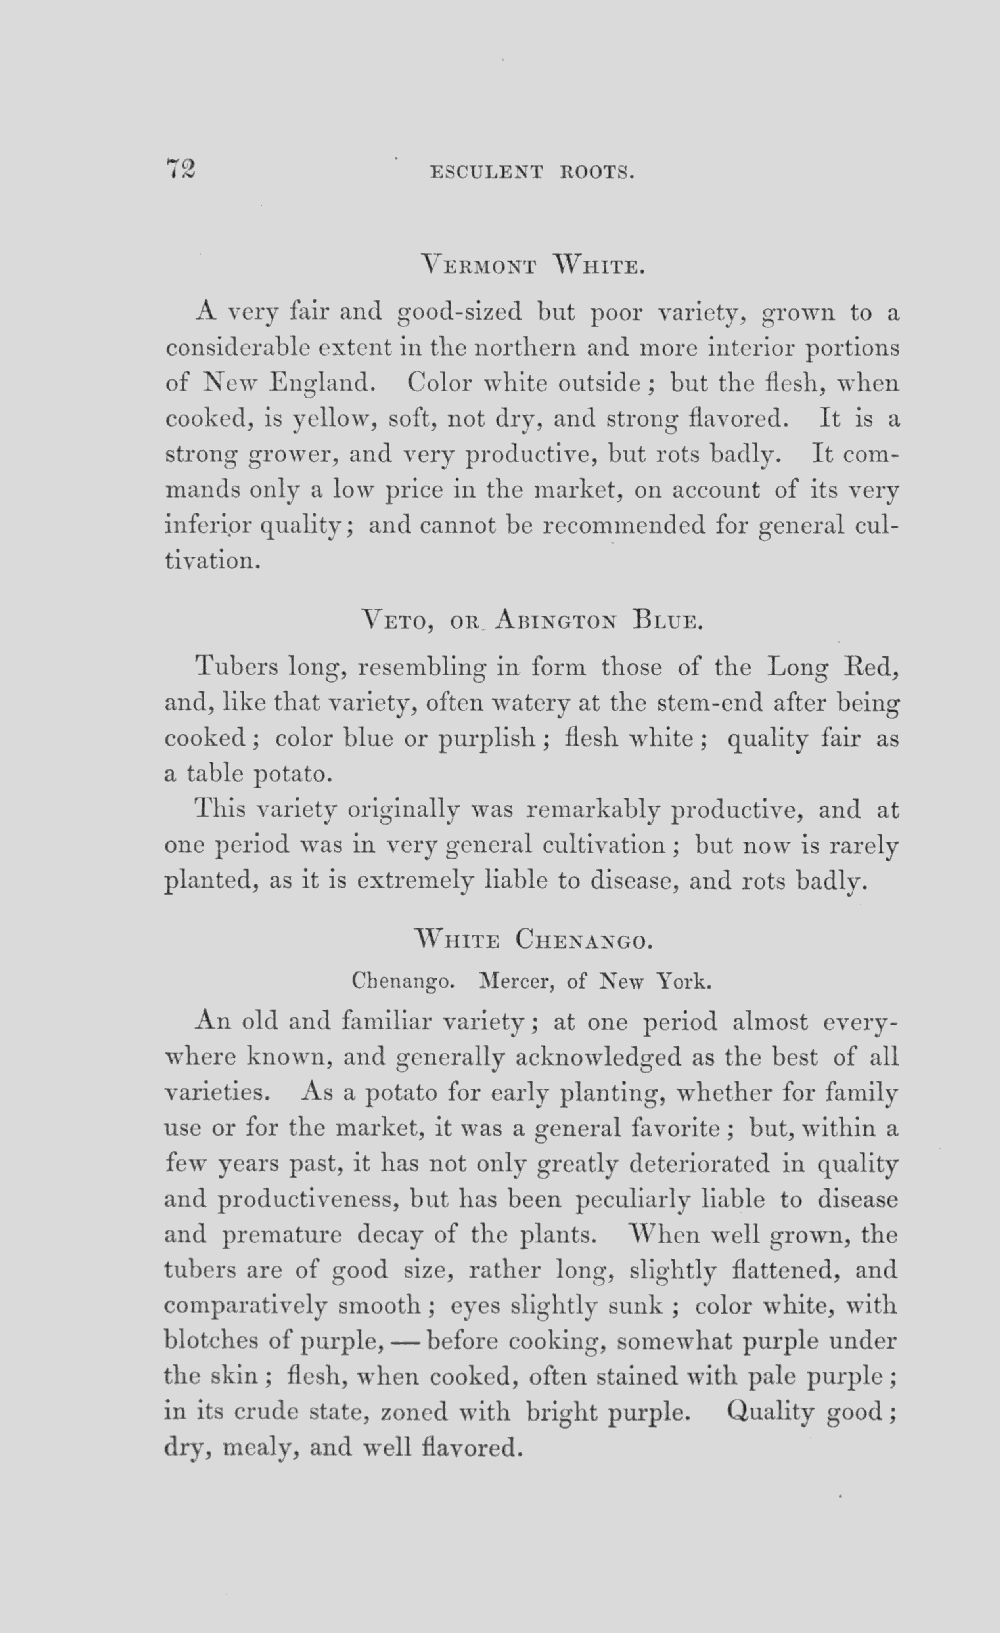 72 ESCULENT ROOTS.
VERMONT WHITE.
A very fair and good-sized but poor variety, grown to a
considerable extent in the northern and more interior portions
of New England. Color white outside; but the flesh, when
cooked, is yellow, soft, not dry, and strong flavored. It is a
strong grower, and very productive, but rots badly. It com-
mands only a low price in the market, on account of its very
inferior quality; and cannot be recommended for general cul-
tivation.
VETO, OR ABINGTON BLUE.
Tubers long, resembling in form those of the Long Red,
and, like that variety, often watery at the stem-end after being
cooked; color blue or purplish; flesh white; quality fair as
a table potato.
This variety originally was remarkably productive, and at
one period was in very general cultivation; but now is rarely
planted, as it is extremely liable to disease, and rots badly.
WHITE CHENANGO.
Chenango. Mercer, of New York.
An old and familiar variety; at one period almost every-
where known, and generally acknowledged as the best of all
varieties. As a potato for early planting, whether for family
use or for the market, it was a general favorite; but, within a
few years past, it has not only greatly deteriorated in quality
and productiveness, but has been peculiarly liable to disease
and premature decay of the plants. When well grown, the
tubers are of good size, rather long, slightly flattened, and
comparatively smooth; eyes slightly sunk; color white, with
blotches of purple,—before cooking, somewhat purple under
the skin; flesh, when cooked, often stained with pale purple;
in its crude state, zoned with bright purple. Quality good;
dry, mealy, and well flavored.